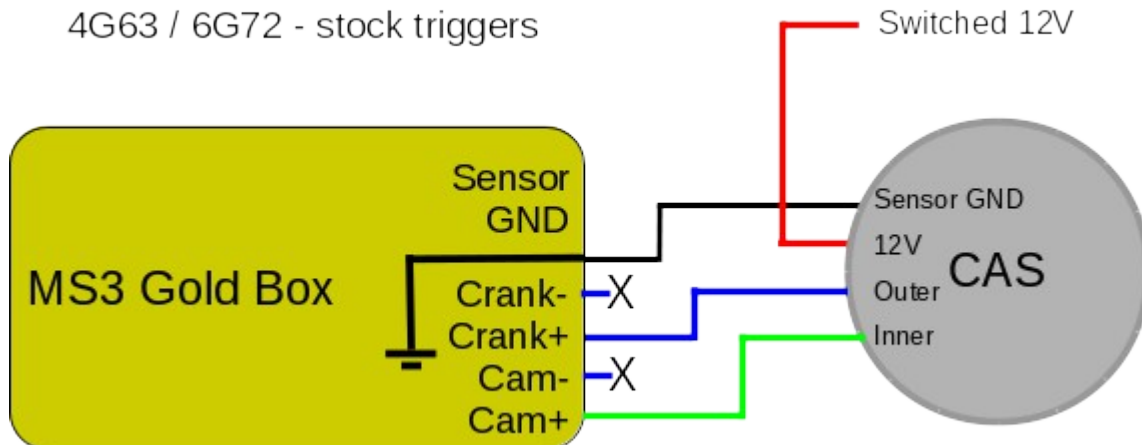 4G63 / 6G72 - stock triggers
Switched 12V
Sensor
GND
MS3 Gold Box
Crank-
X
Crank+
Cam-
X
Cam+
Sensor GND
12V
CAS
Outer
Inner